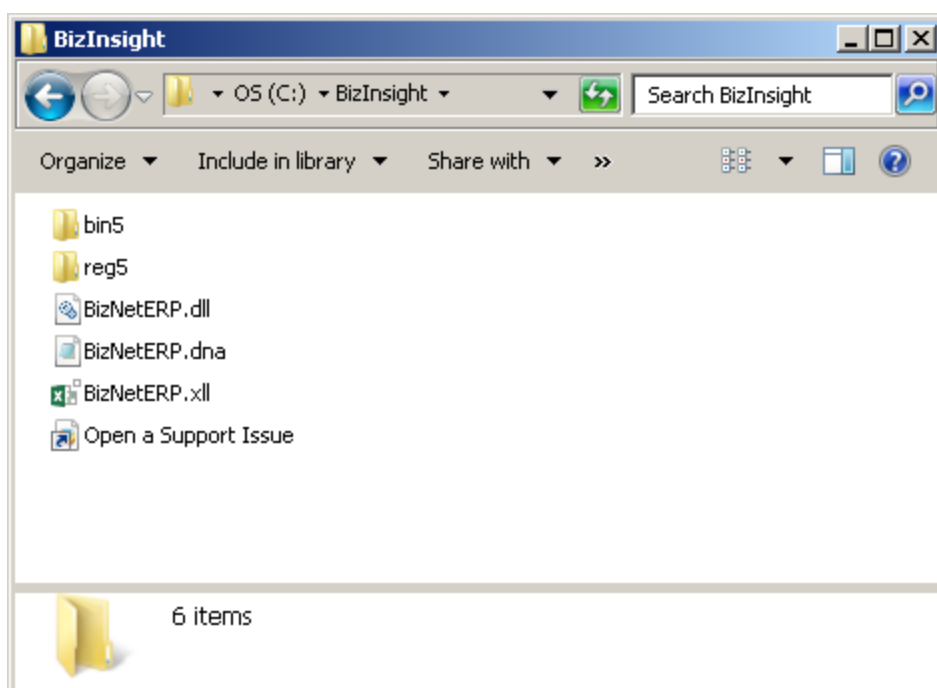 BizInsight
OS (C:) BizInsight Search BizInsight
Organize Include in library Share with »
bin5
reg5
BizNetERP.dll
BizNetERP.dna
BizNetERP.xll
Open a Support Issue
6 items